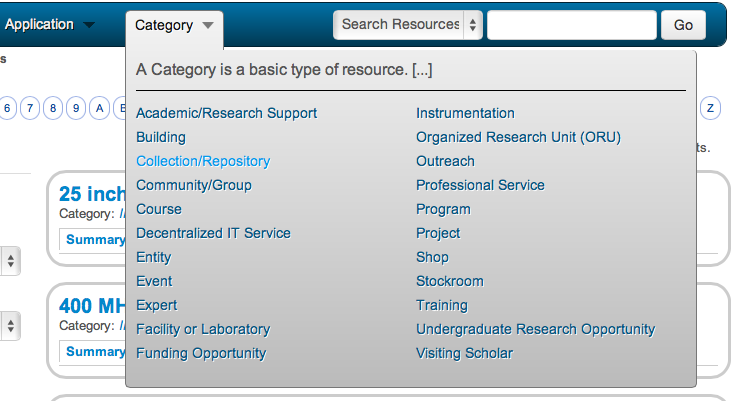 Application
Category
Search Resources
Go
s
A Category is a basic type of resource. [...]
6 7 8 9 A
Z
Academic/Research Support
Building
Collection/Repository
Community/Group
Course
Decentralized IT Service
Entity
Event
Expert
Facility or Laboratory
Funding Opportunity
Instrumentation
Organized Research Unit (ORU)
Outreach
Professional Service
Program
Project
Shop
Stockroom
Training
Undergraduate Research Opportunity
Visiting Scholar
ts.
25 inch
Category:
Summary
400 MH
Category:
Summary